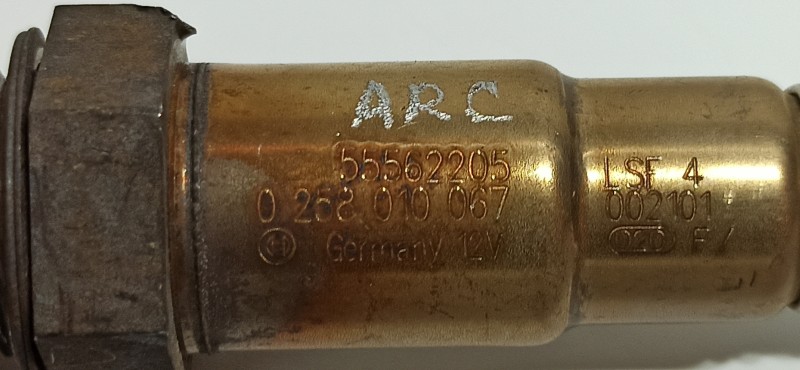 ARC
55562205
0 258 010 067
Germany 12V
LSF 4
002101